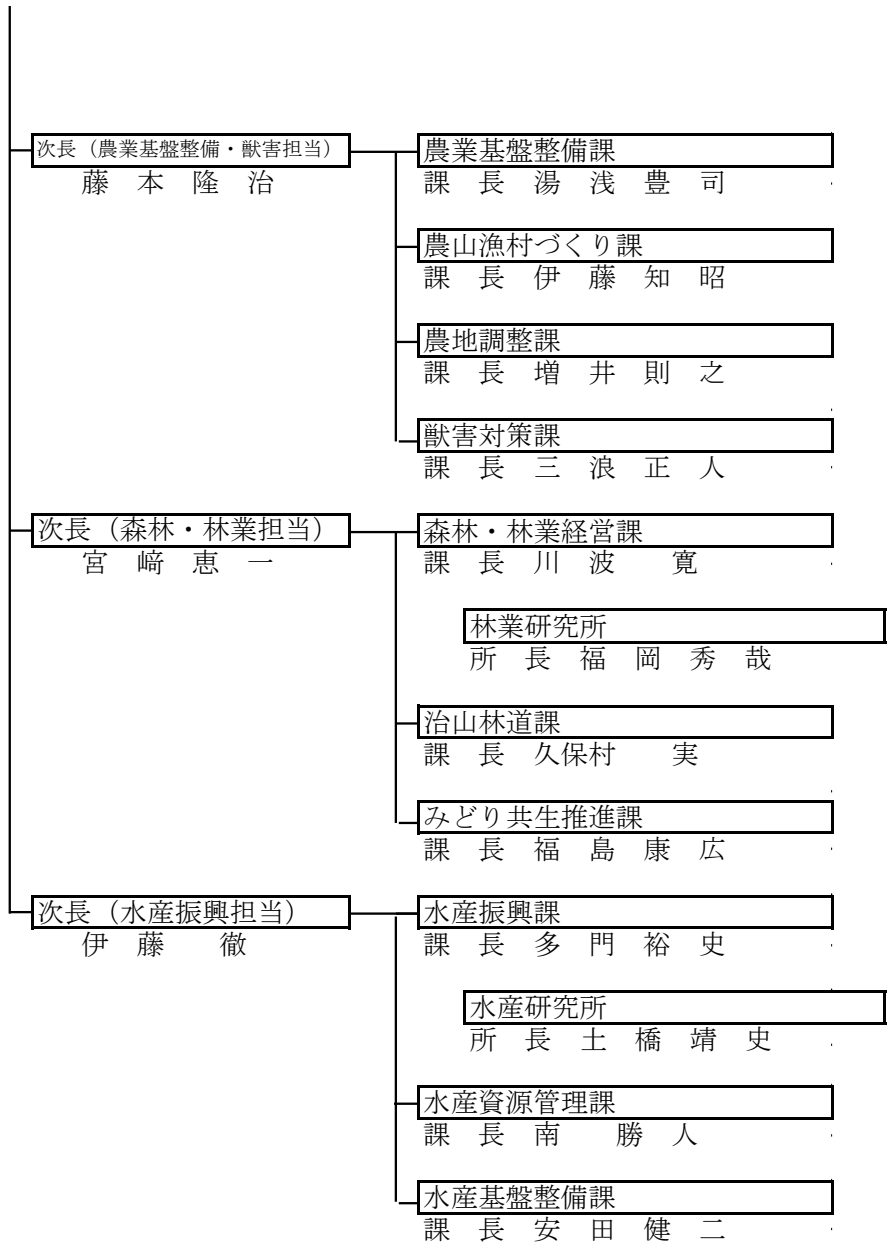 次長（農業基盤整備・獣害担当） 農業基盤整備課
藤 本 隆 治 課 長 湯 浅 豊 司
農山漁村づくり課
課 長 伊 藤 知 昭
農地調整課
課 長 増 井 則 之
獣害対策課
課 長 三 浪 正 人
次長（森林・林業担当） 森林・林業経営課
宮 﨑 恵 一 課 長 川 波 寛
林業研究所
所 長 福 岡 秀 哉
治山林道課
課 長 久保村 実
みどり共生推進課
課 長 福 島 康 広
次長（水産振興担当） 水産振興課
伊 藤 徹 課 長 多 門 裕 史
水産研究所
所 長 土 橋 靖 史
水産資源管理課
課 長 南 勝 人
水産基盤整備課
課 長 安 田 健 二